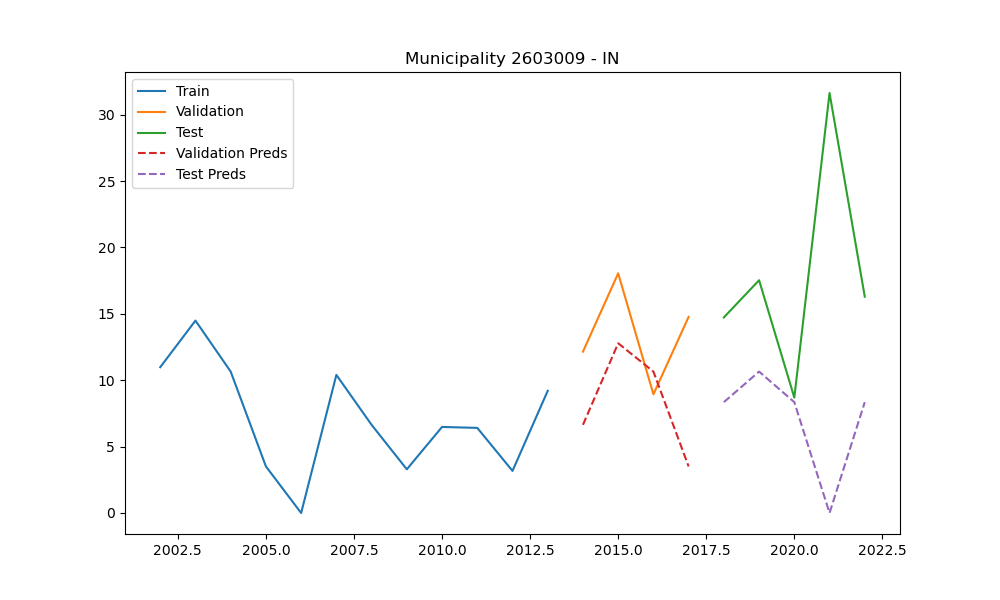 Municipality 2603009 - IN
Train
Validation
Test
Validation Preds
Test Preds
30
25
20
15
10
5
0
2002.5 2005.0 2007.5 2010.0 2012.5 2015.0 2017.5 2020.0 2022.5